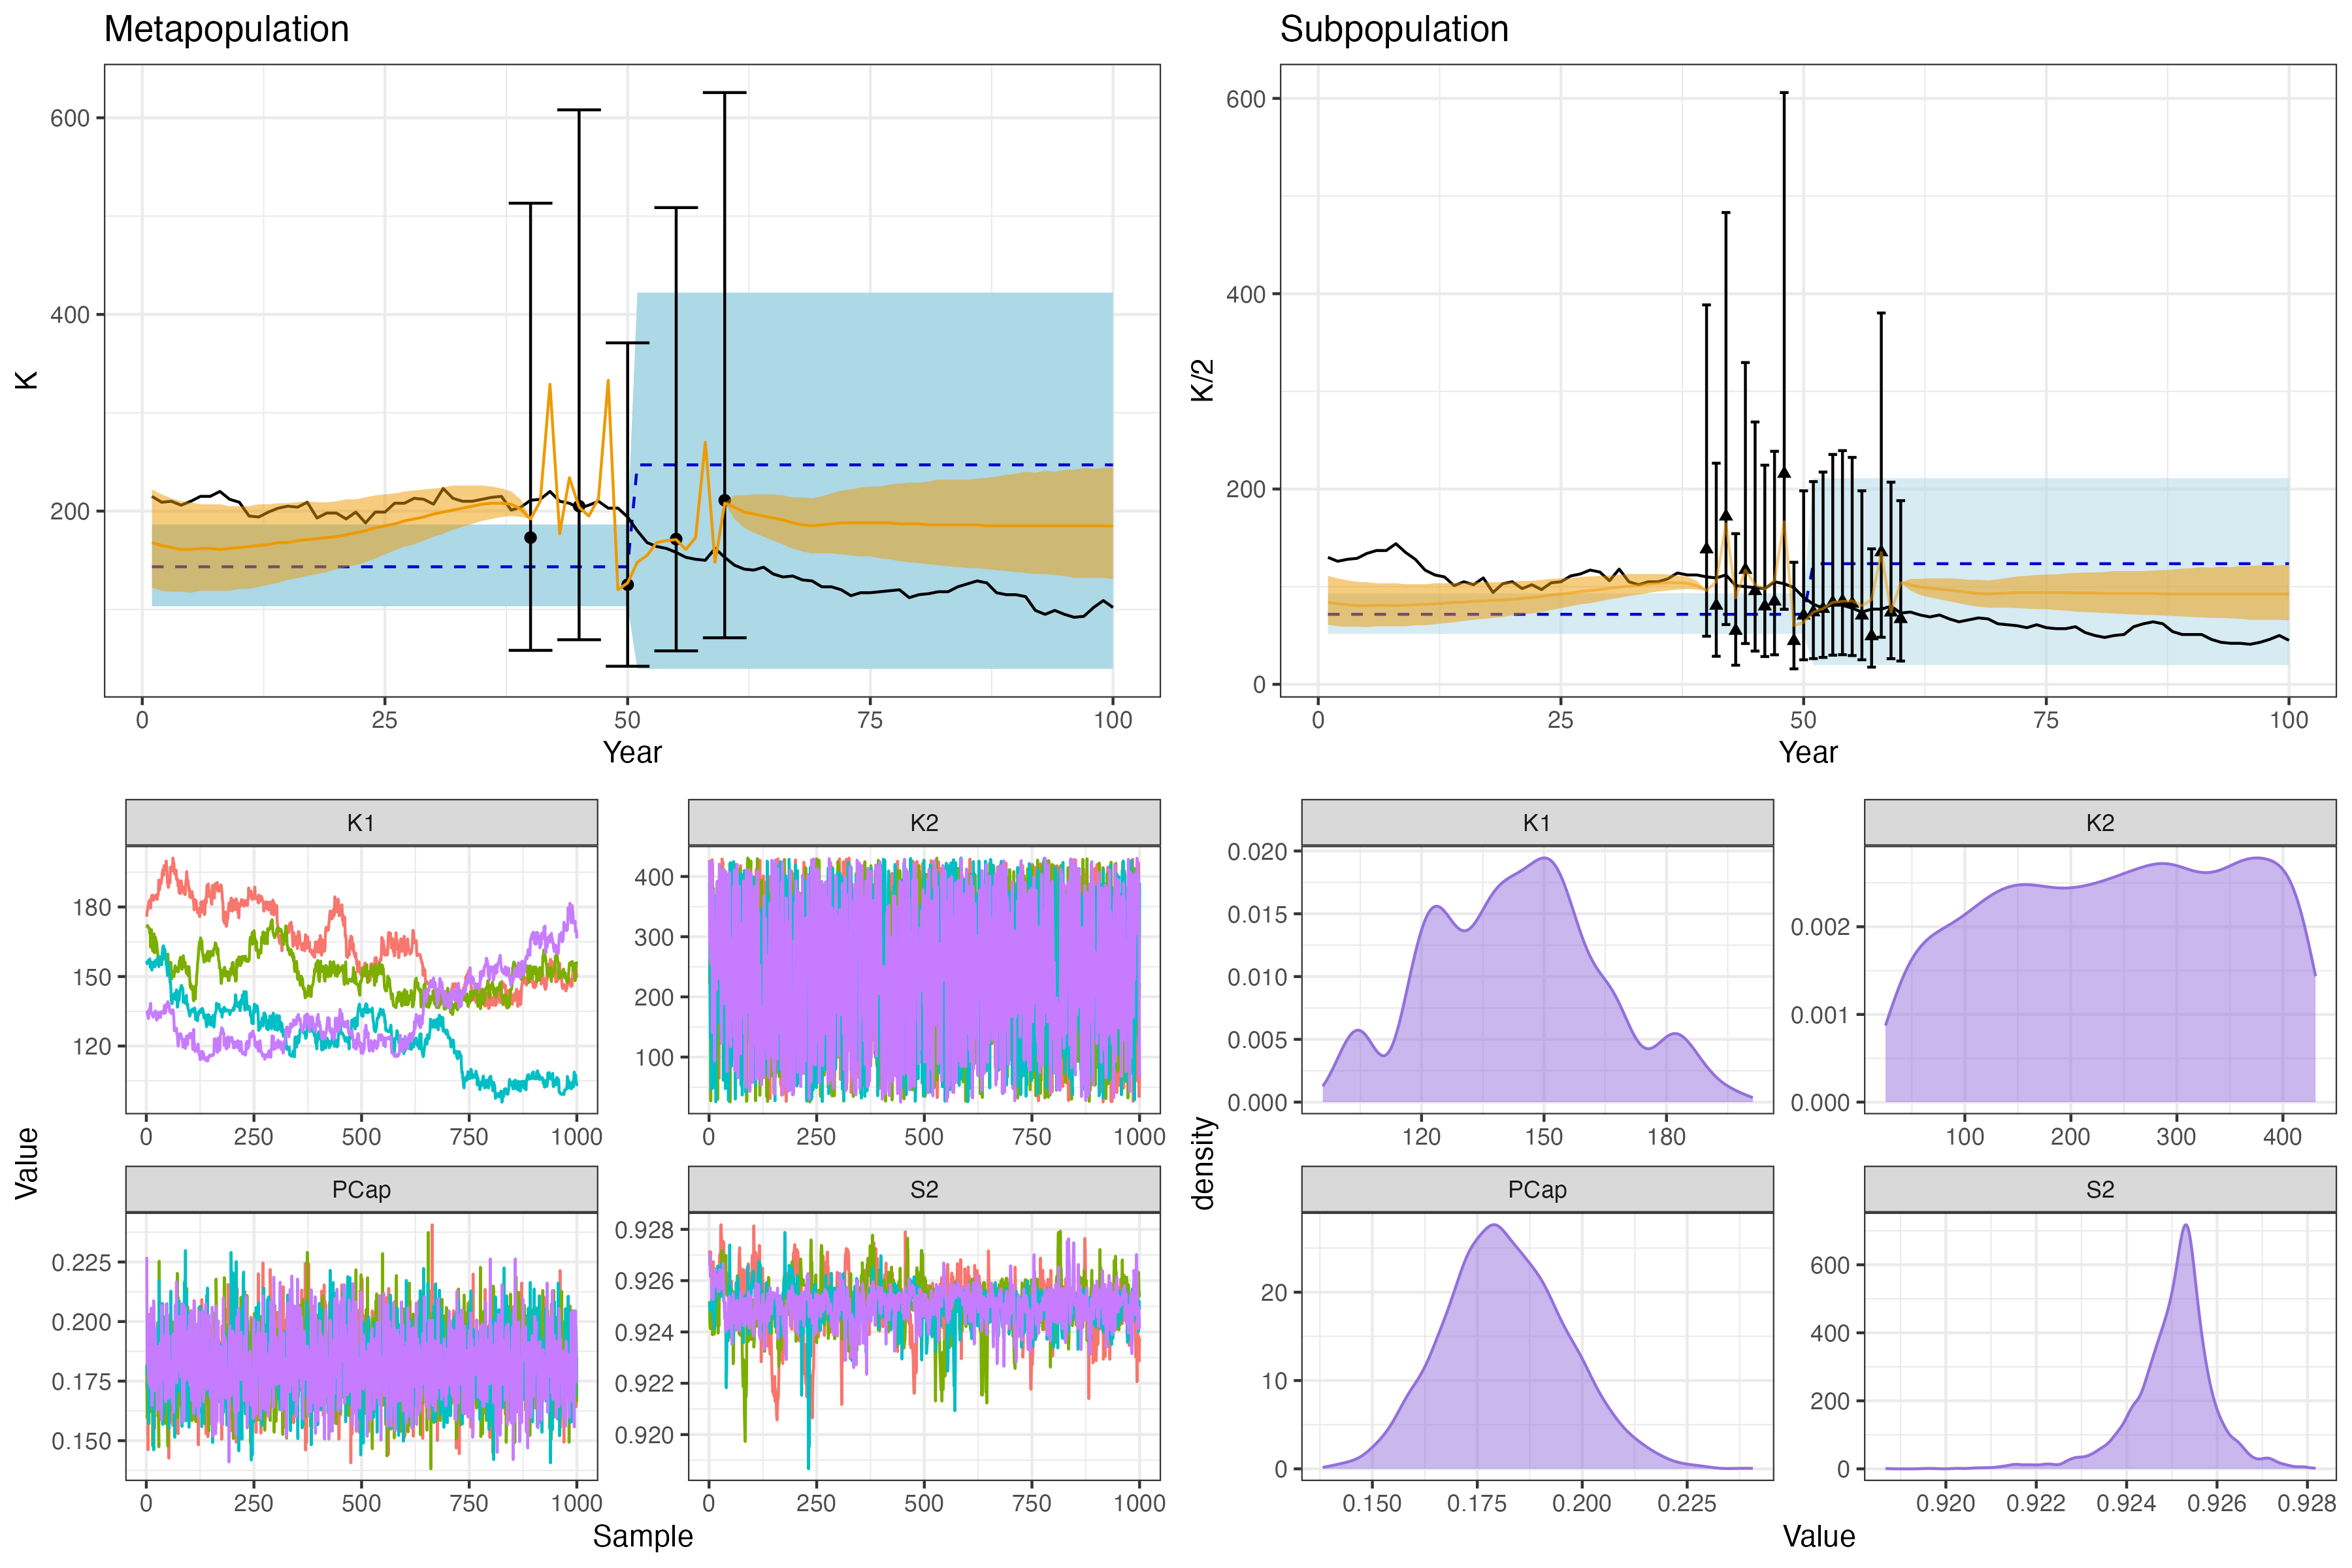 Metapopulation
600
400
200
K
0 25 50 75 100
Year
Subpopulation
600
400
200
0
K/2
0 25 50 75 100
Year
K1
180
150
120
0 250 500 750 1000
K2
400
300
200
100
0 250 500 750 1000
PCap
0.225
0.200
0.175
0.150
0 250 500 750 1000
S2
0.928
0.926
0.924
0.922
0.920
0 250 500 750 1000
Value
Sample
K1
0.020
0.015
0.010
0.005
0.000
120 150 180
K2
0.002
0.001
0.000
100 200 300 400
PCap
20
10
0
0.150 0.175 0.200 0.225
S2
600
400
200
0
0.920 0.922 0.924 0.926 0.928
density
Value